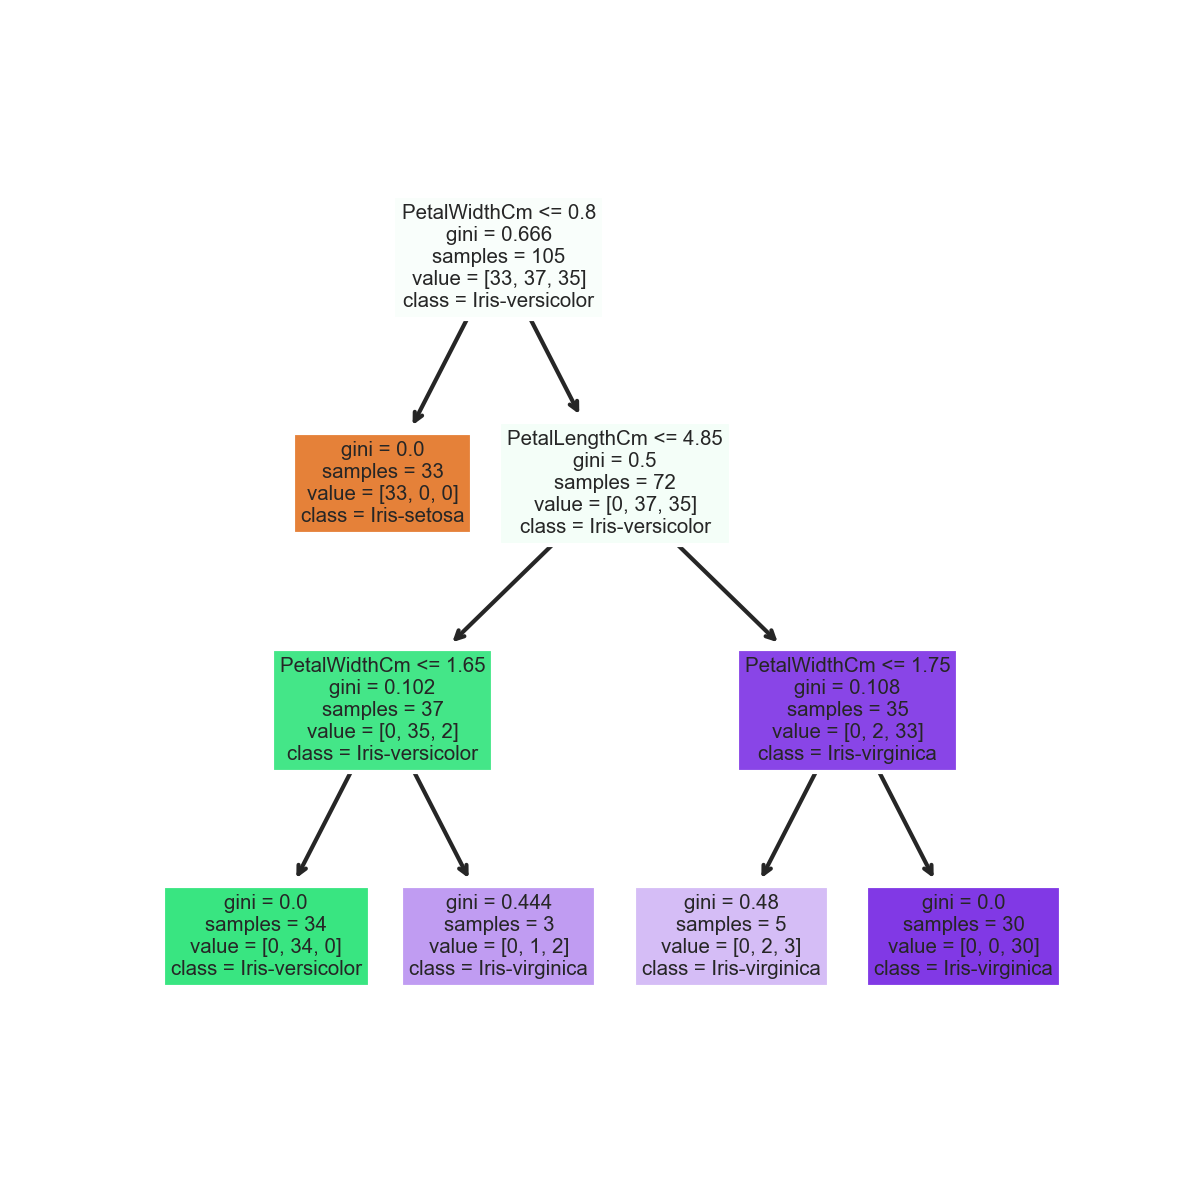 PetalWidthCm <= 0.8
gini = 0.666
samples = 105
value = [33, 37, 35]
class = Iris-versicolor
gini = 0.0
samples = 33
value = [33, 0, 0]
class = Iris-setosa
PetalLengthCm <= 4.85
gini = 0.5
samples = 72
value = [0, 37, 35]
class = Iris-versicolor
PetalWidthCm <= 1.65
gini = 0.102
samples = 37
value = [0, 35, 2]
class = Iris-versicolor
PetalWidthCm <= 1.75
gini = 0.108
samples = 35
value = [0, 2, 33]
class = Iris-virginica
gini = 0.0
samples = 34
value = [0, 34, 0]
class = Iris-versicolor
gini = 0.444
samples = 3
value = [0, 1, 2]
class = Iris-virginica
gini = 0.48
samples = 5
value = [0, 2, 3]
class = Iris-virginica
gini = 0.0
samples = 30
value = [0, 0, 30]
class = Iris-virginica